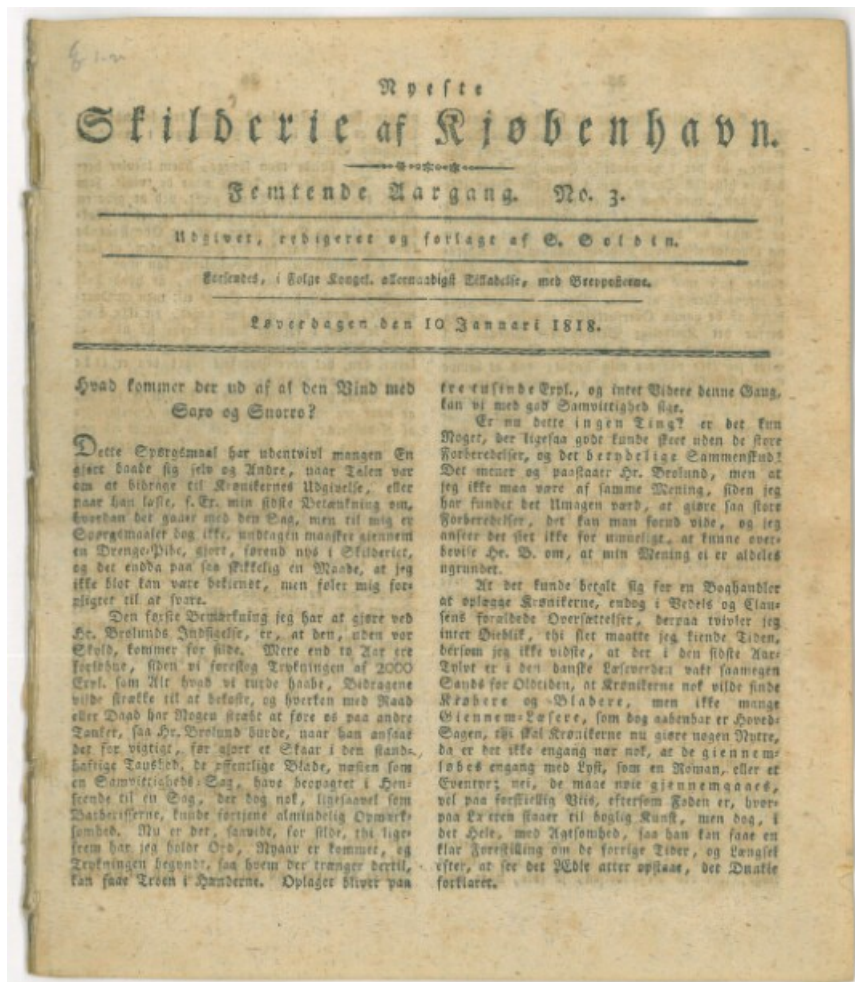 Nyeste
Skilderie af Kjøbenhavn.
Femtende Aargang. No. 3.
Udgivet, redigeret og forlagt af S. Soldin.
Forsendes, i Følge Kongel. allernaadigst Tilladelse, med Brevposterne.
Løverdagen den 10 Januari 1818.
Hvad kommer der ud af al den Vind med
Saxo og Snorro?
Dette Spørgsmaal har udentvivl mangen En
gjort baade sig selv og Andre, naar Talen var
om at bidrage til Krønikernes Udgivelse, eller
naar han læste, f. Ex. min sidste Betænkning om,
hvordan det gaaer med den Sag, men til mig er
Spørgsmaalet dog ikke, undtagen maaskee giennem
en Drenge-Pibe, gjort, førend nys i Skilderiet,
og det endda paa saa skikkelig en Maade, at jeg
ikke blot kan være bekiendt, men føler mig for-
pligtet til at svare.
Den første Bemærkning jeg har at gjøre ved
Hr. Brølunds Indsigelse, er, at den, uden vor
Skyld, kommer for silde. Mere end to Aar ere
forløbne, siden vi foreslog Trykningen af 2000
Expl. som Alt hvad vi turde haabe, Bidragene
vilde strække til at bekoste, og hverken med Raad
eller Daad har Nogen stræbt at føre os paa andre
Tanker, saa Hr. Brølund burde, naar han ansaae
det for vigtigt, før gjort et Skaar i den stand-
haftige Taushed, de offentlige Blade, næsten som
en Samvittigheds-Sag, have beopagtet i Hen-
seende til en Sag, der dog nok, ligesaavel som
Barbeerisserne, kunde fortjene almindelig Opmærk-
somhed. Nu er det, saavidt, for silde, thi lige-
frem har jeg holdt Ord, Nyaar er kommet, og
Trykningen begyndt, saa hvem der trænger dertil,
kan faae Troen i Hænderne. Oplaget bliver paa
tre tusinde Expl., og intet Videre denne Gang,
kan vi med god Samvittighed sige.
Er nu dette ingen Ting? er det kun
Noget, der ligesaa godt kunde skeet uden de store
Forberedelser, og det betydelige Sammenskud?
Det mener og paastaaer Hr. Brølund, men at
jeg ikke maa være af samme Mening, siden jeg
har fundet det Umagen værd, at giøre saa store
Forberedelser, det kan man forud vide, og jeg
anseer det slet ikke for umueligt, at kunne over-
bevise Hr. B. om, at min Mening ei er aldeles
ugrundet.
At det kunde betalt sig for en Boghandler
at oplægge Krønikerne, endog i Vedels og Clau-
sens forældede Oversættelser, derpaa tvivler jeg
intet Øieblik, thi slet maatte jeg kiende Tiden,
dersom jeg ikke vidste, at der i den sidste Aar-
Tylvt er i den danske Læseverden vakt saamegen
Sands for Oldtiden, at Krønikerne nok vilde finde
Kiøbere og Bladere, men ikke mange
Giennem-Læsere, som dog aabenbar er Hoved-
Sagen, thi skal Krønikerne nu giøre nogen Nytte,
da er det ikke engang nær nok, at de giennem-
løbes engang med Lyst, som en Roman, eller et
Eventyr; nei, de maae nøie giennemgaaes,
vel paa forskiellig Viis, eftersom Foden er, hvor-
paa Læseren staaer til boglig Kunst, men dog, i
det Hele, med Agtsomhed, saa han kan faae en
klar Forestilling om de forrige Tider, og Længsel
efter, at see det Ædle atter opstaae, det Dunkle
forklaret.